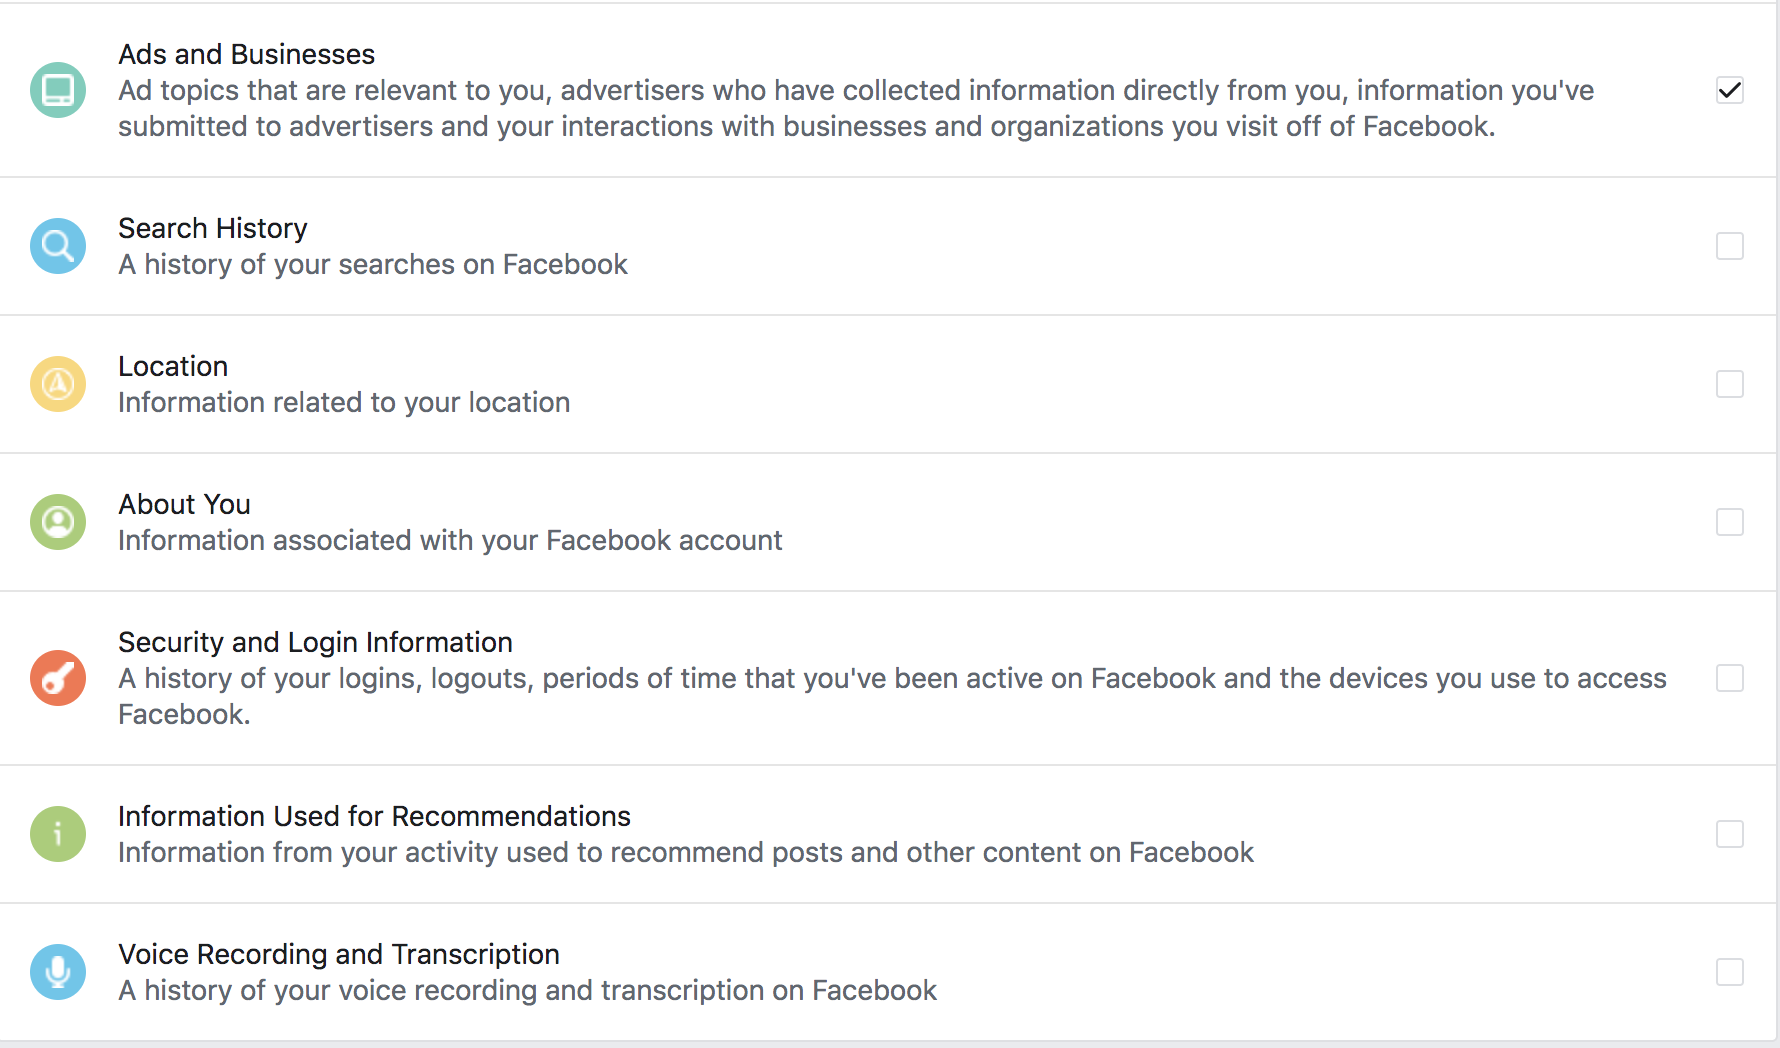 Ads and Businesses
Ad topics that are relevant to you, advertisers who have collected information directly from you, information you've
submitted to advertisers and your interactions with businesses and organizations you visit off of Facebook.
Search History
A history of your searches on Facebook
Location
Information related to your location
About You
Information associated with your Facebook account
Security and Login Information
A history of your logins, logouts, periods of time that you've been active on Facebook and the devices you use to access
Facebook.
Information Used for Recommendations
Information from your activity used to recommend posts and other content on Facebook
Voice Recording and Transcription
A history of your voice recording and transcription on Facebook